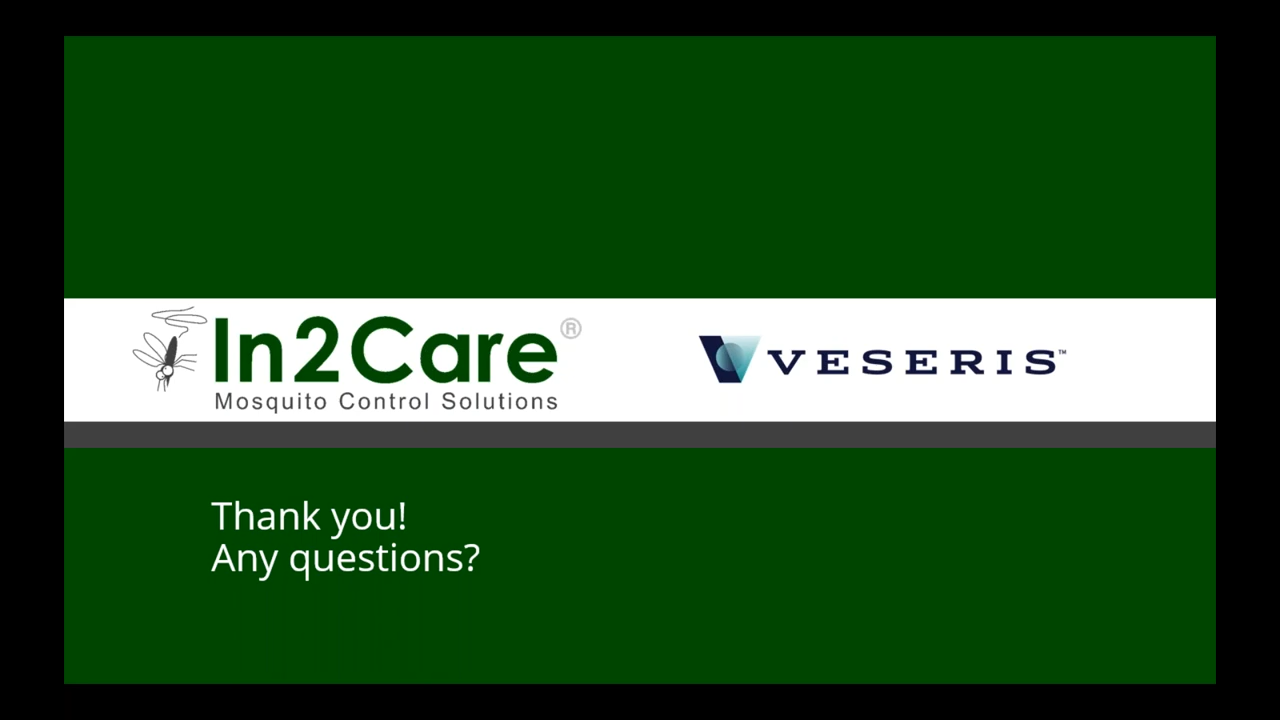 In2Care®
Mosquito Control Solutions
VESERIS™
Thank you!
Any questions?